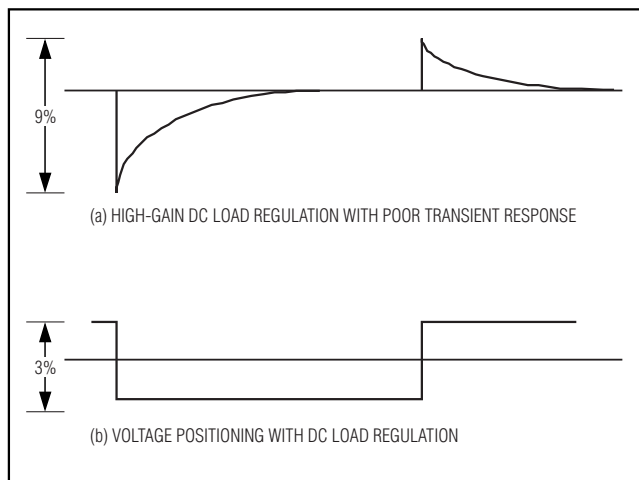 9%
(a) HIGH-GAIN DC LOAD REGULATION WITH POOR TRANSIENT RESPONSE
3%
(b) VOLTAGE POSITIONING WITH DC LOAD REGULATION